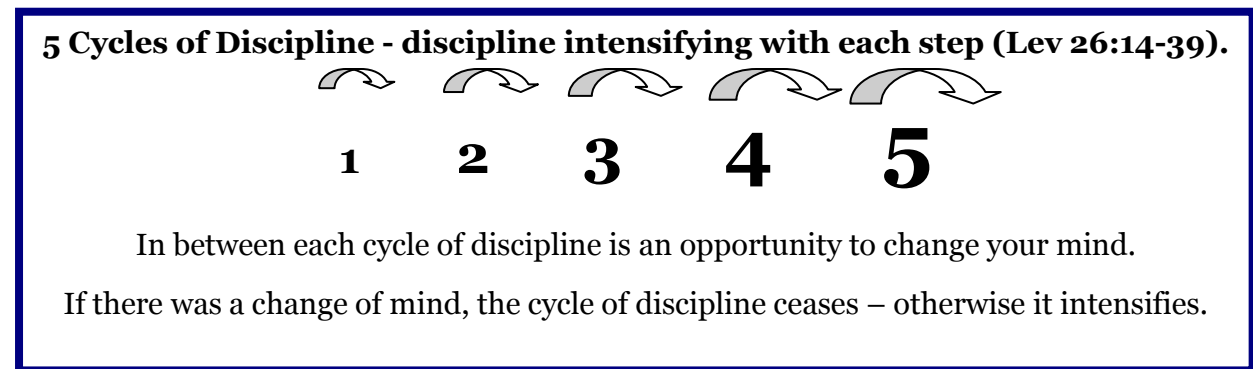 5 Cycles of Discipline - discipline intensifying with each step (Lev 26:14-39).
1 2 3 4 5
In between each cycle of discipline is an opportunity to change your mind.
If there was a change of mind, the cycle of discipline ceases – otherwise it intensifies.